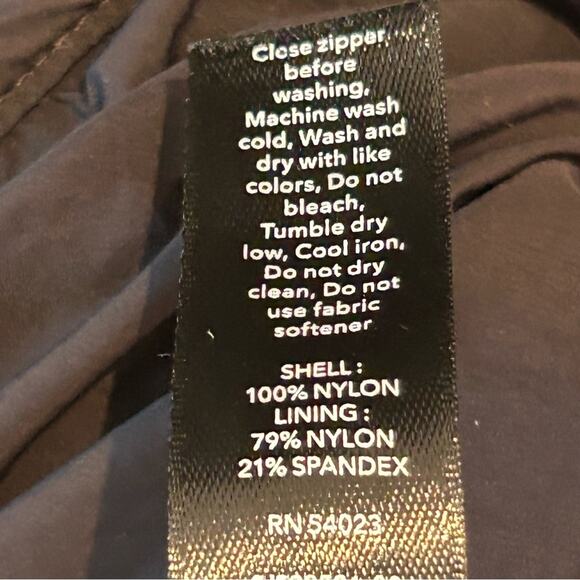 Close zipper
before
washing,
Machine wash
cold, Wash and
dry with like
colors, Do not
bleach,
Tumble dry
low, Cool iron,
Do not dry
clean, Do not
use fabric
softener
SHELL :
100% NYLON
LINING :
79% NYLON
21% SPANDEX
RN 54023